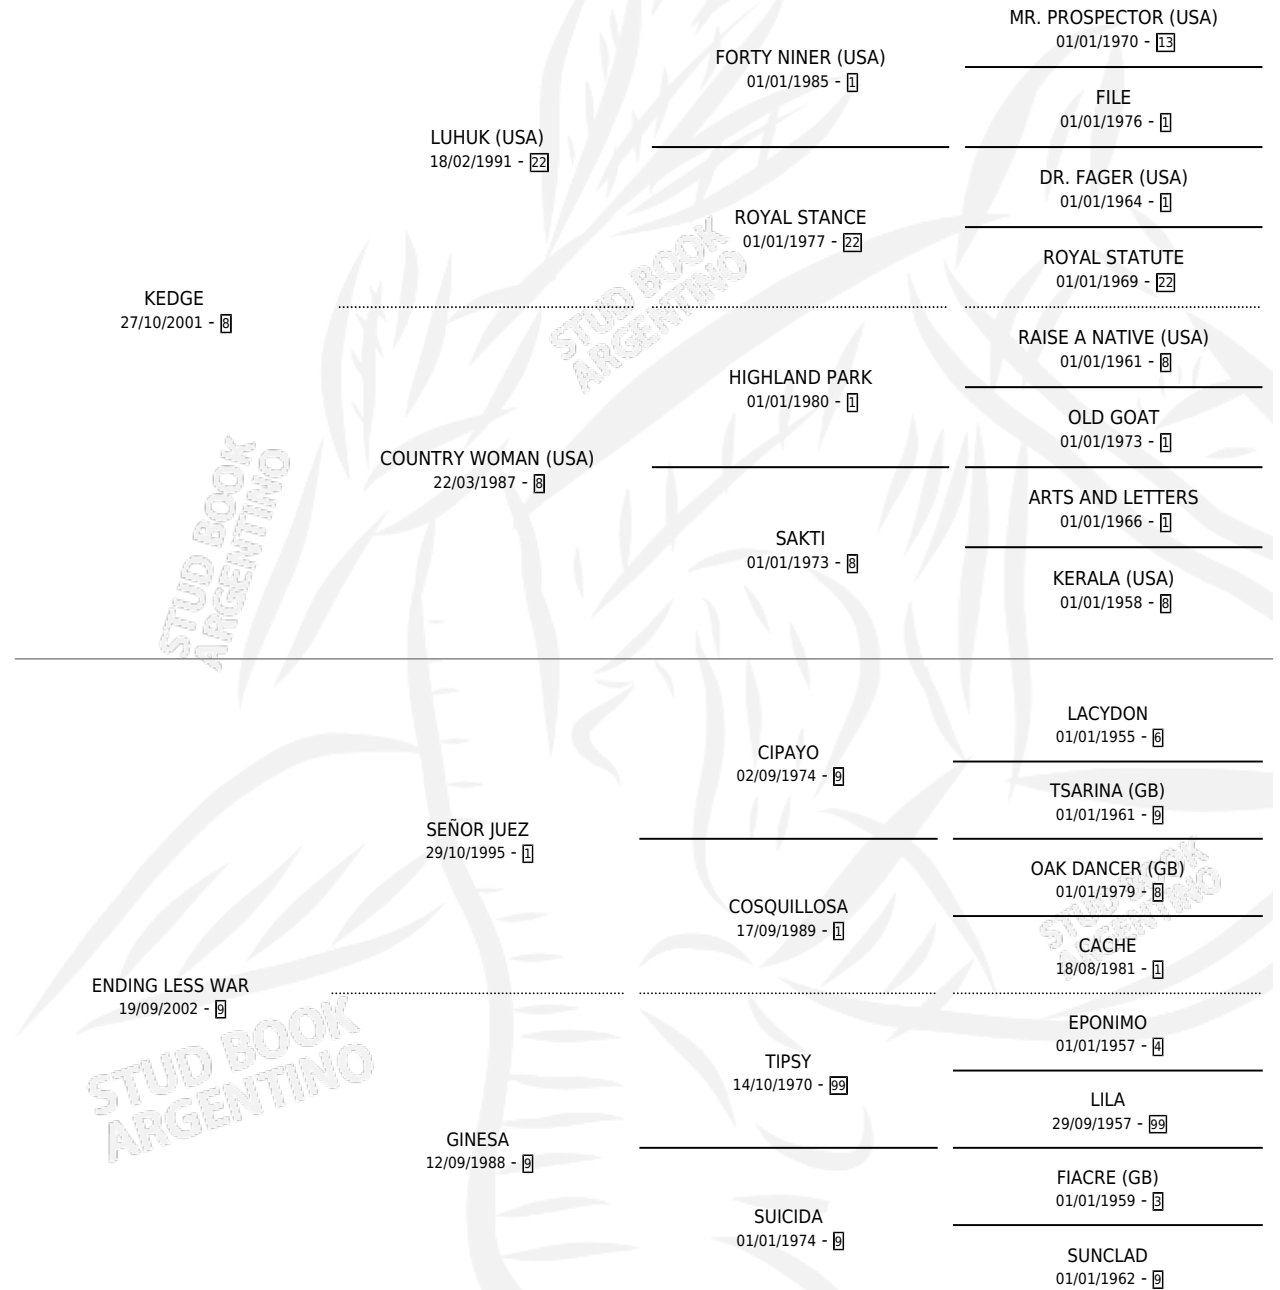 MR. PROSPECTOR (USA)
01/01/1970 - 13
FORTY NINER (USA)
01/01/1985 - 1
FILE
01/01/1976 - 1
LUHUK (USA)
18/02/1991 - 22
DR. FAGER (USA)
01/01/1964 - 1
ROYAL STANCE
01/01/1977 - 22
ROYAL STATUTE
01/01/1969 - 22
KEDGE
27/10/2001 - 8
RAISE A NATIVE (USA)
01/01/1961 - 8
HIGHLAND PARK
01/01/1980 - 1
OLD GOAT
01/01/1973 - 1
COUNTRY WOMAN (USA)
22/03/1987 - 8
ARTS AND LETTERS
01/01/1966 - 1
SAKTI
01/01/1973 - 8
KERALA (USA)
01/01/1958 - 8
STUD BOOK
ARGENTINO
STUD BOOK
ARGENTINO
LACYDON
01/01/1955 - 6
CIPAYO
02/09/1974 - 9
TSARINA (GB)
01/01/1961 - 9
SEÑOR JUEZ
29/10/1995 - 1
OAK DANCER (GB)
01/01/1979 - 8
COSQUILLOSA
17/09/1989 - 1
CACHE
18/08/1981 - 1
ENDING LESS WAR
19/09/2002 - 9
EPONIMO
01/01/1957 - 4
TIPSY
14/10/1970 - 99
LILA
29/09/1957 - 99
GINESA
12/09/1988 - 9
FIACRE (GB)
01/01/1959 - 3
SUICIDA
01/01/1974 - 9
SUNCLAD
01/01/1962 - 9
STUD BOOK
ARGENTINO
STUD BOOK
ARGENTINO